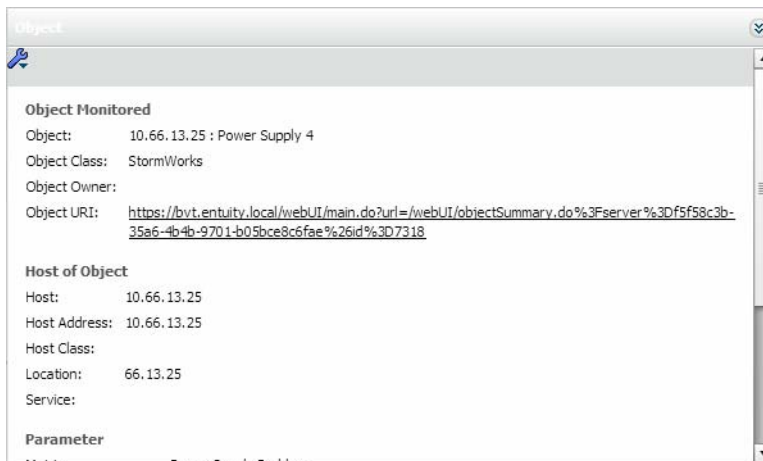 Object
Object Monitored
Object: 10.66.13.25 : Power Supply 4
Object Class: StormWorks
Object Owner:
Object URI: https://bvt.entuity.local/webUI/main.do?url=/webUI/objectSummary.do%3Fserver%3Df5f58c3b-
35a6-4b4b-9701-b05bce8c6fae%26id%3D7318
Host of Object
Host: 10.66.13.25
Host Address: 10.66.13.25
Host Class:
Location: 66.13.25
Service:
Parameter